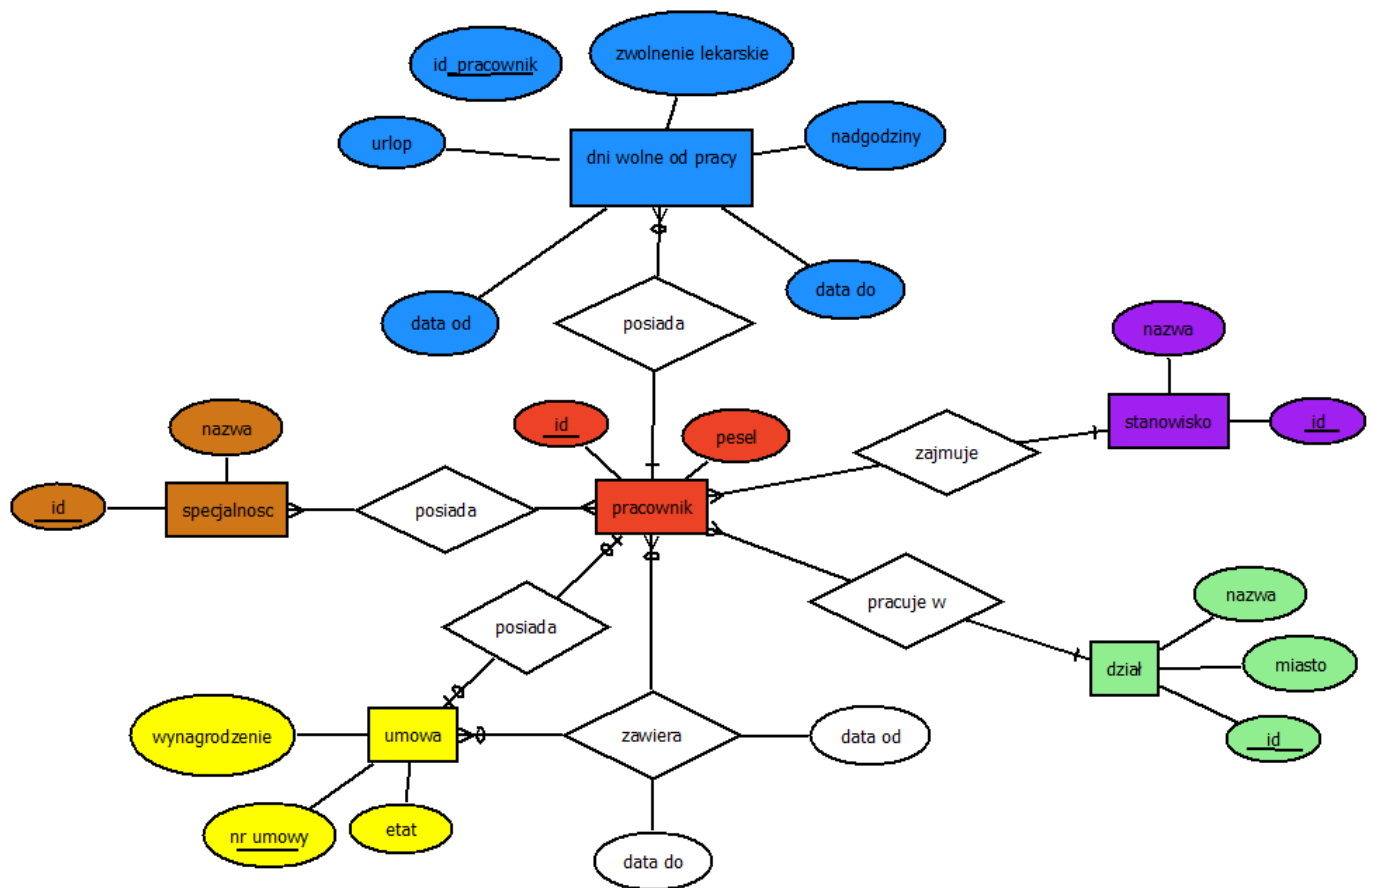 zwolnenie lekarskie
id_pracownik
urlop
nadgodziny
dni wolne od pracy
data od
data do
posiada
nazwa
stanowisko
id
zajmuje
id
pesel
nazwa
id
specjalnosc
posiada
pracownik
posiada
pracuje w
nazwa
dział
miasto
id
wynagrodzenie
umowa
zawiera
data od
nr umowy
etat
data do